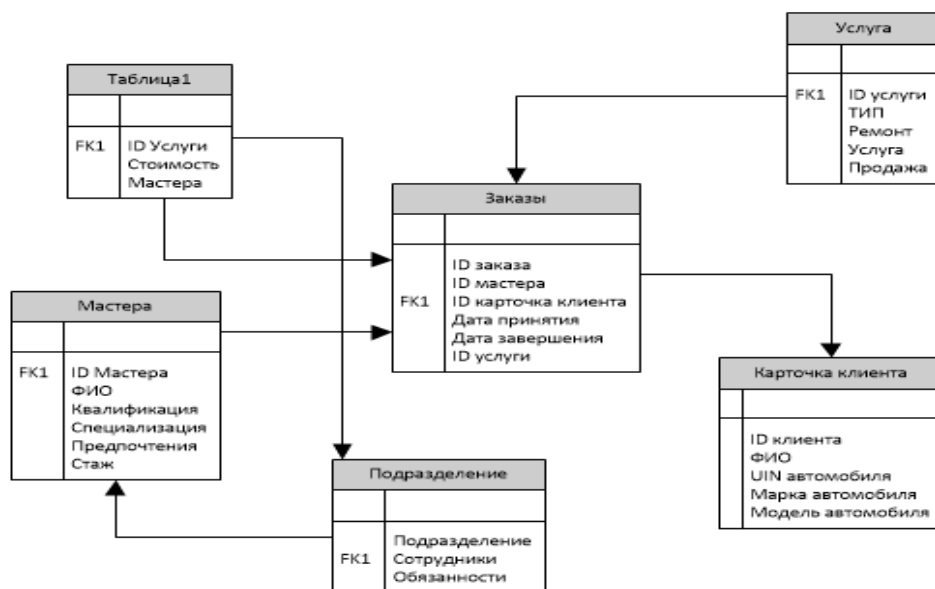 Услуга
FK1
ID услуги
ТИП
Ремонт
Услуга
Продажа
Таблица1
FK1
ID Услуги
Стоимость
Мастера
Заказы
FK1
ID заказа
ID мастера
ID карточка клиента
Дата принятия
Дата завершения
ID услуги
Мастера
FK1
ID Мастера
ФИО
Квалификация
Специализация
Предпочтения
Стаж
Карточка клиента
ID клиента
ФИО
UIN автомобиля
Марка автомобиля
Модель автомобиля
Подразделение
FK1
Подразделение
Сотрудники
Обязанности